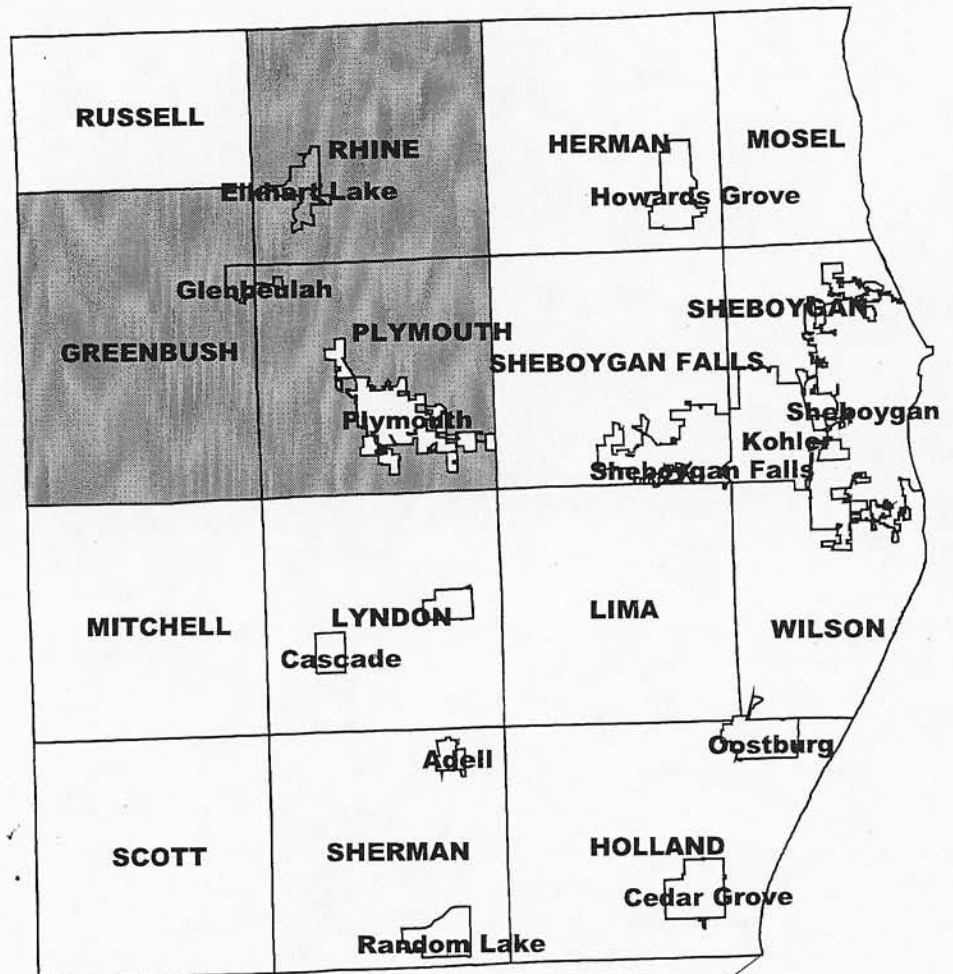 RUSSELL
RHINE
HERMAN
MOSEL
Elkhart Lake
Howards Grove
Glenbeulah
SHEBOYGAN
PLYMOUTH
GREENBUSH
SHEBOYGAN FALLS
Plymouth
Sheboygan
Kohler
Sheboygan Falls
MITCHELL
LYNDON
LIMA
WILSON
Cascade
Adell
Oostburg
SCOTT
SHERMAN
HOLLAND
Cedar Grove
Random Lake